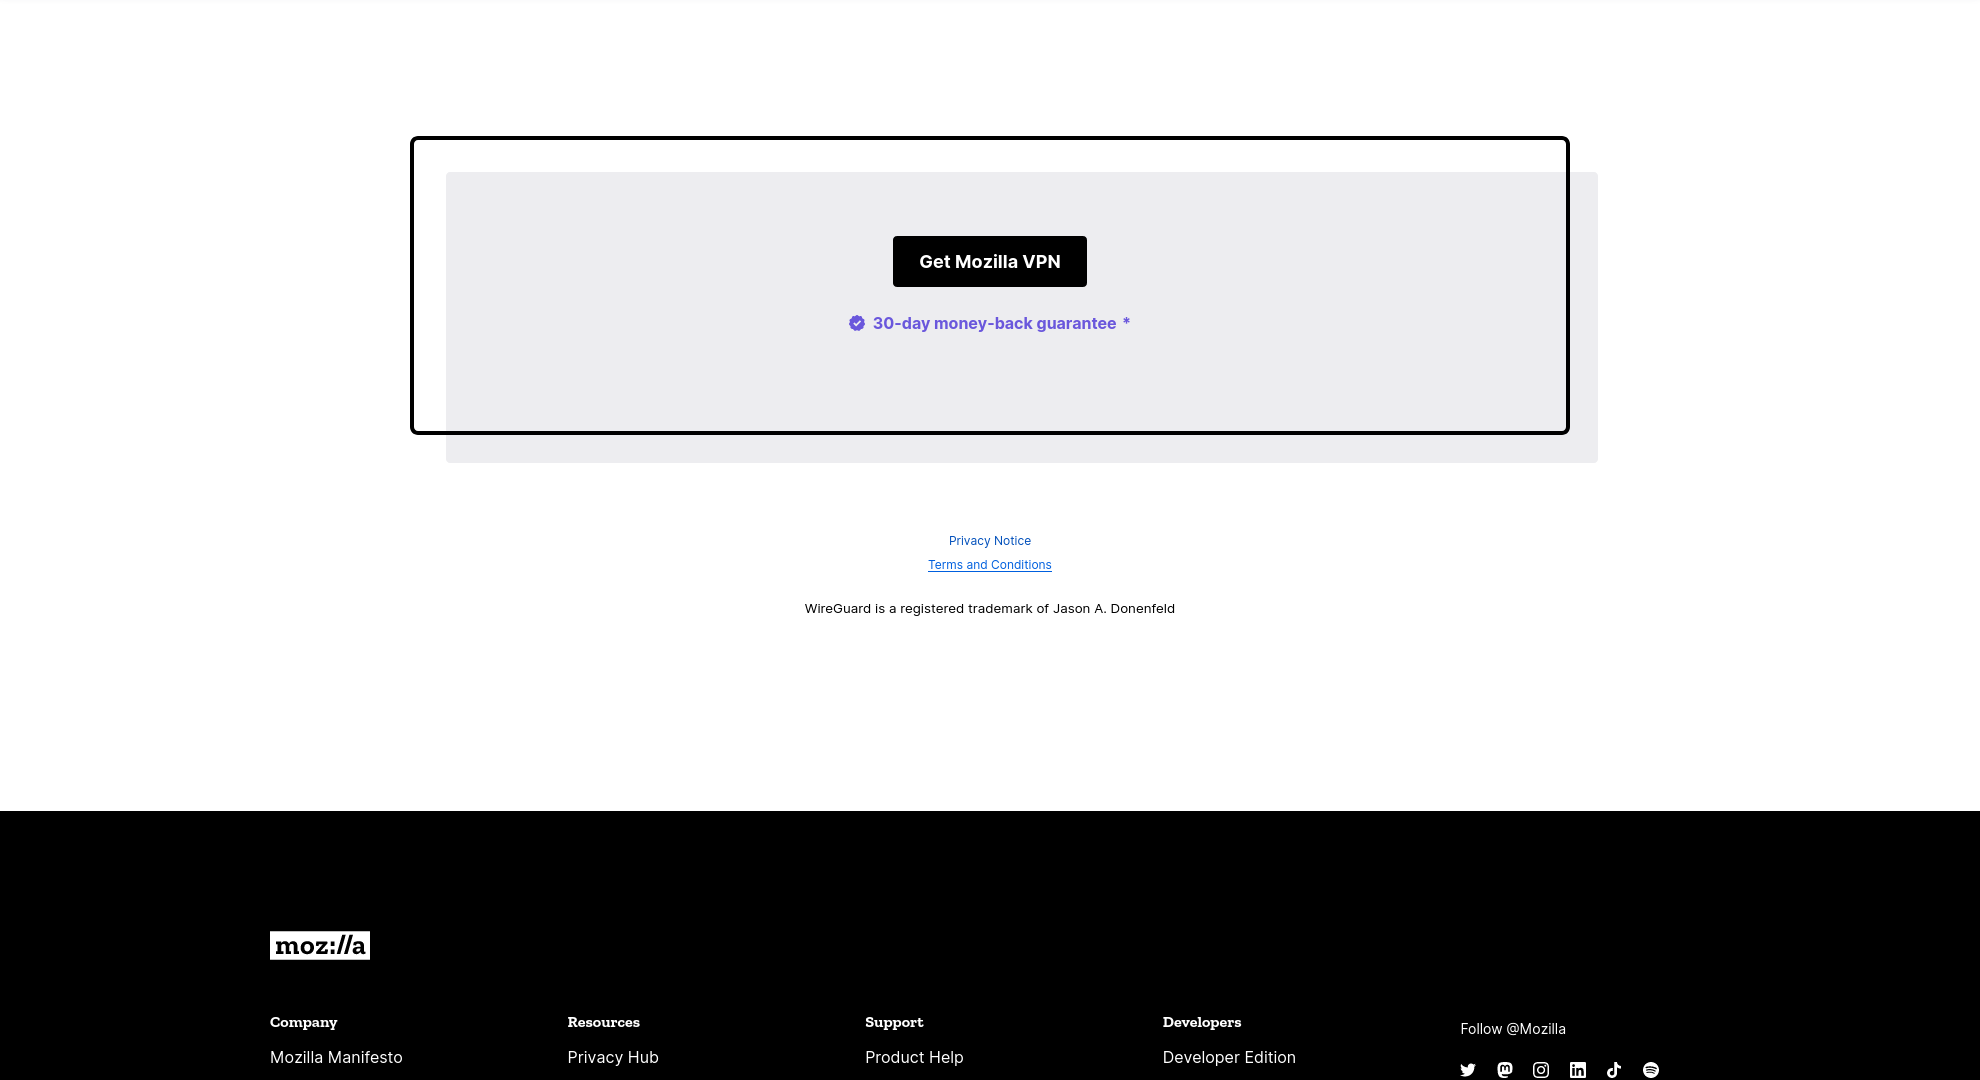 Get Mozilla VPN
30-day money-back guarantee *
Privacy Notice
Terms and Conditions
WireGuard is a registered trademark of Jason A. Donenfeld
moz://a
Company
Mozilla Manifesto
Resources
Privacy Hub
Support
Product Help
Developers
Developer Edition
Follow @Mozilla